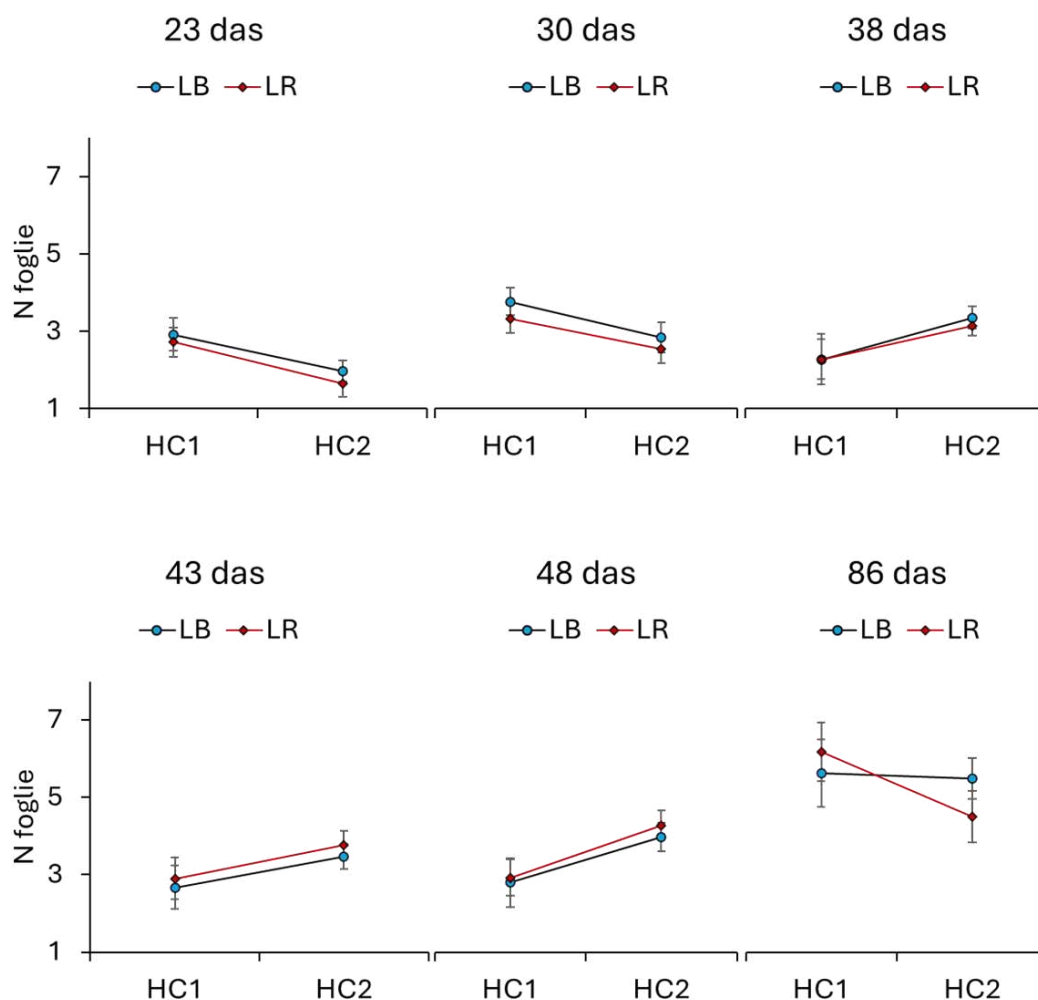 23 das 30 das 38 das
LB LR LB LR LB LR
7
5
3
1
N foglie
HC1 HC2 HC1 HC2 HC1 HC2
43 das 48 das 86 das
LB LR LB LR LB LR
7
5
3
1
N foglie
HC1 HC2 HC1 HC2 HC1 HC2